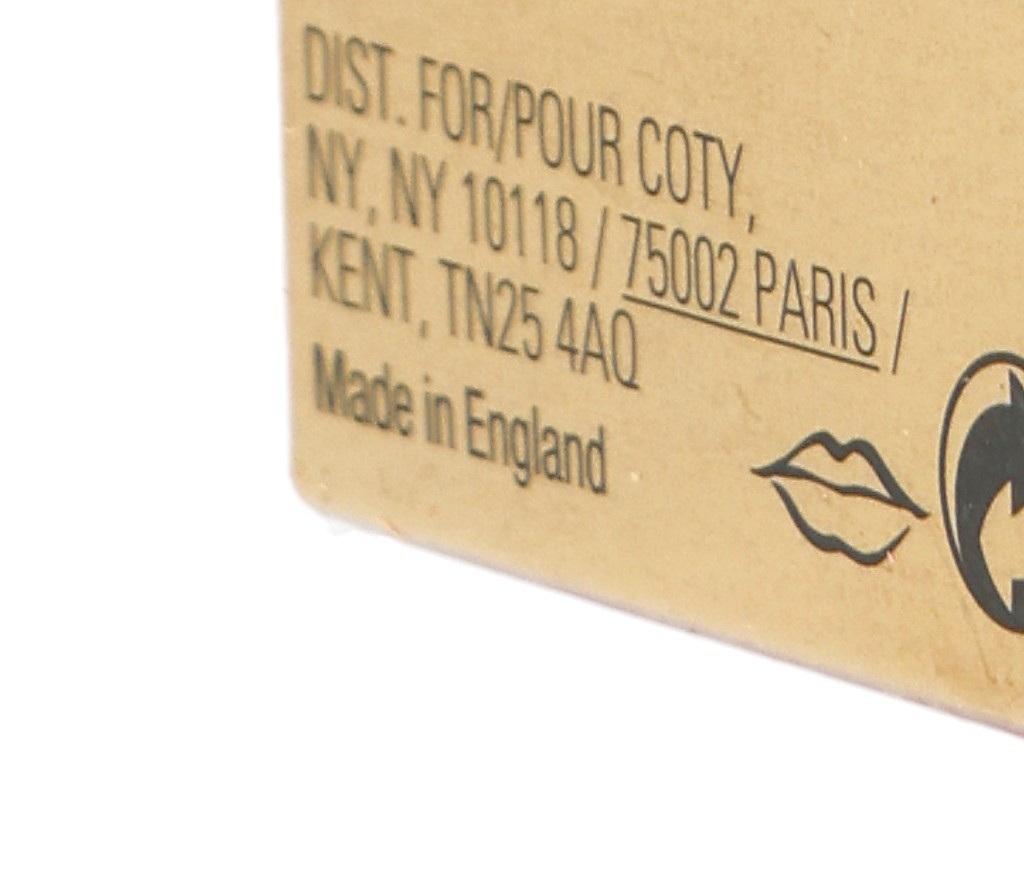 DIST. FOR/POUR COTY,
NY, NY 10118 / 75002 PARIS /
KENT, TN25 4AQ
Made in England